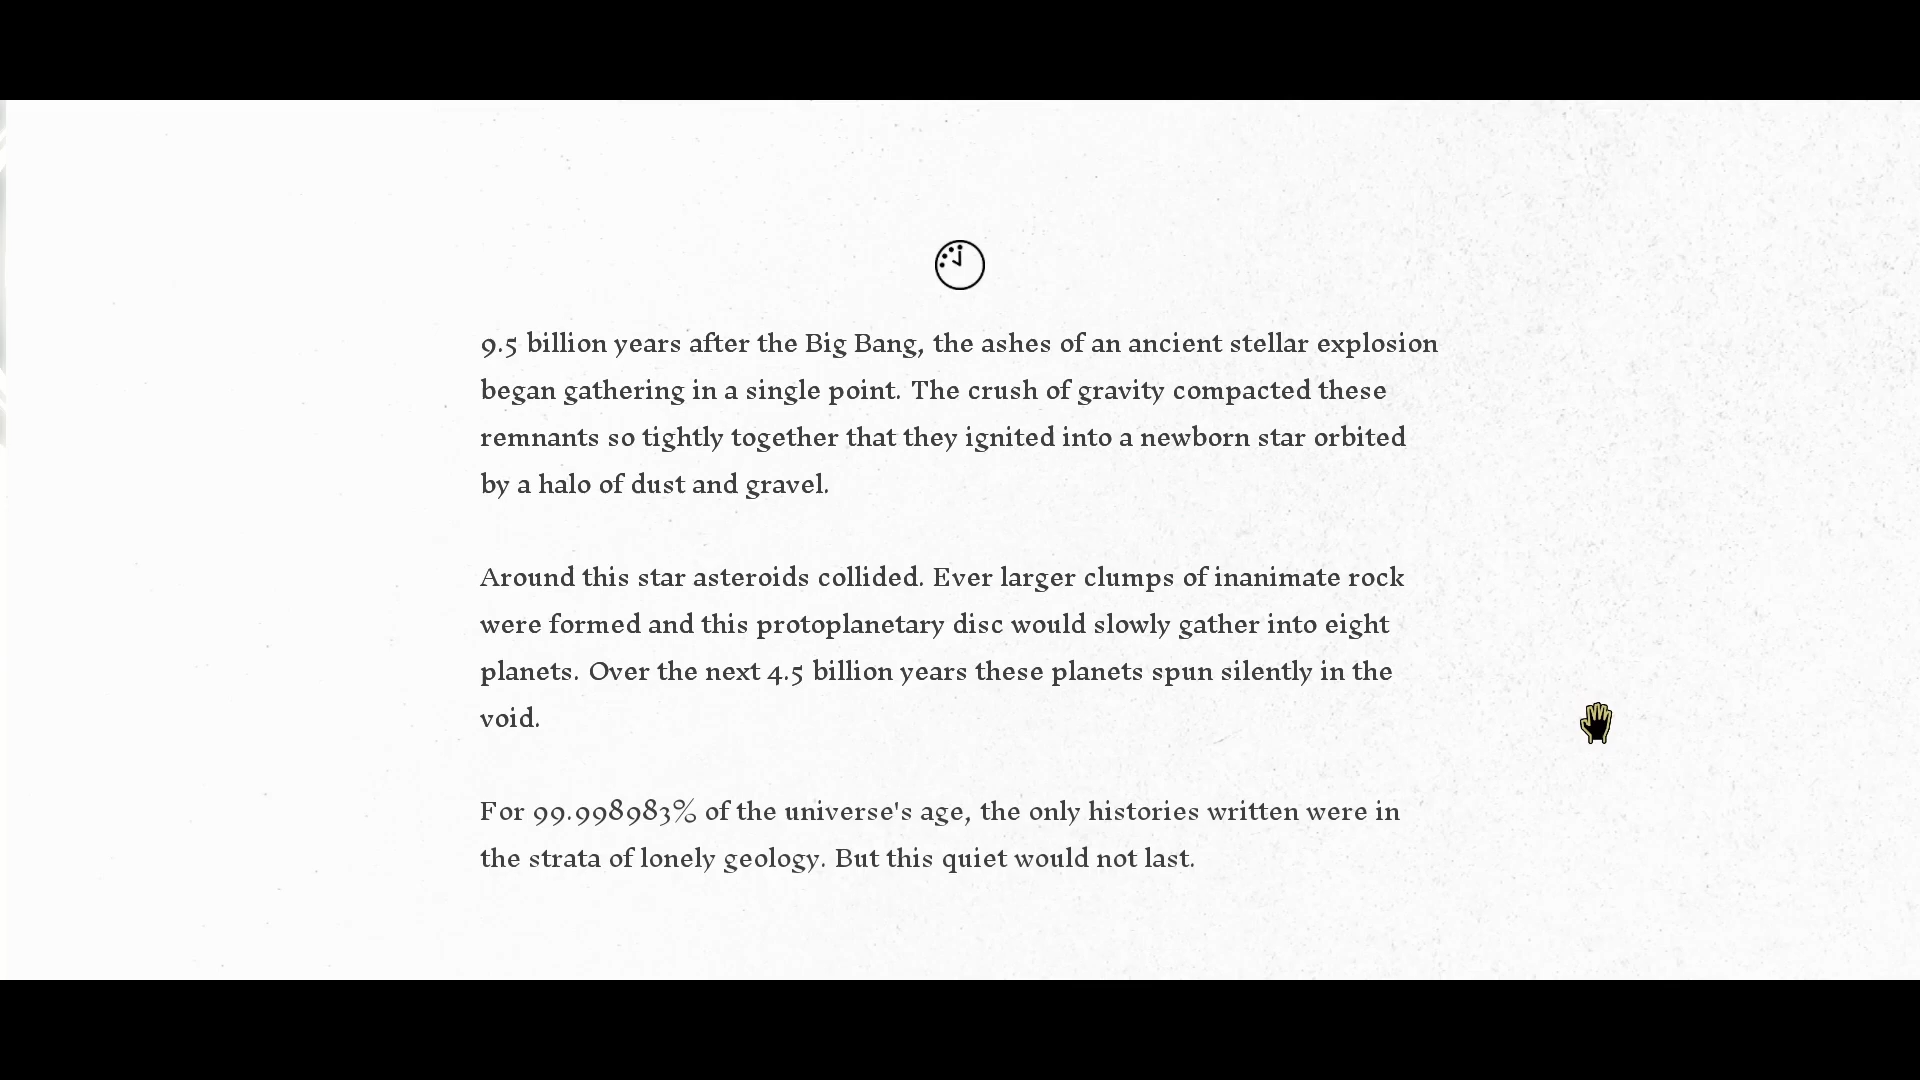 9.5 billion years after the Big Bang, the ashes of an ancient stellar explosion
began gathering in a single point. The crush of gravity compacted these
remnants so tightly together that they ignited into a newborn star orbited
by a halo of dust and gravel.
Around this star asteroids collided. Ever larger clumps of inanimate rock
were formed and this protoplanetary disc would slowly gather into eight
planets. Over the next 4.5 billion years these planets spun silently in the
void.
For 99.998983% of the universe's age, the only histories written were in
the strata of lonely geology. But this quiet would not last.